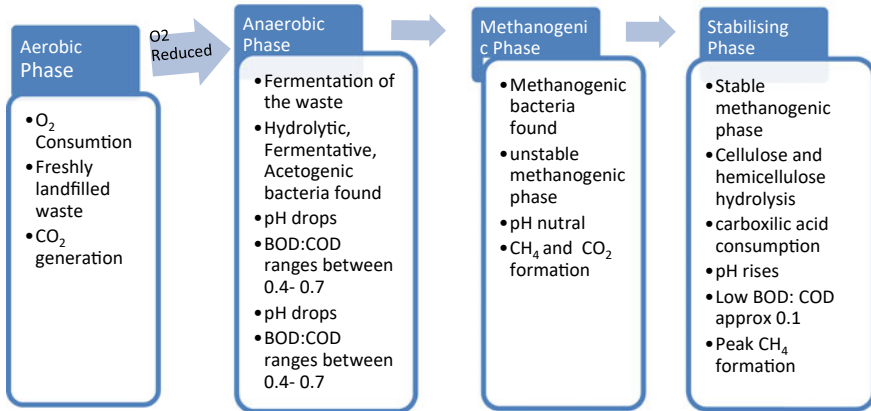 Aerobic
Phase
• O₂
Consumtion
• Freshly
landfilled
waste
• CO₂
generation
O2
Reduced
Anaerobic
Phase
• Fermentation of
the waste
• Hydrolytic,
Fermentative,
Acetogenic
bacteria found
• pH drops
• BOD:COD
ranges between
0.4- 0.7
• pH drops
• BOD:COD
ranges between
0.4- 0.7
Methanogeni
c Phase
• Methanogenic
bacteria
found
• unstable
methanogenic
phase
• pH nutral
• CH₄ and CO₂
formation
Stabilising
Phase
• Stable
methanogenic
phase
• Cellulose and
hemicellulose
hydrolysis
• carboxilic acid
consumption
• pH rises
• Low BOD: COD
approx 0.1
• Peak CH₄
formation